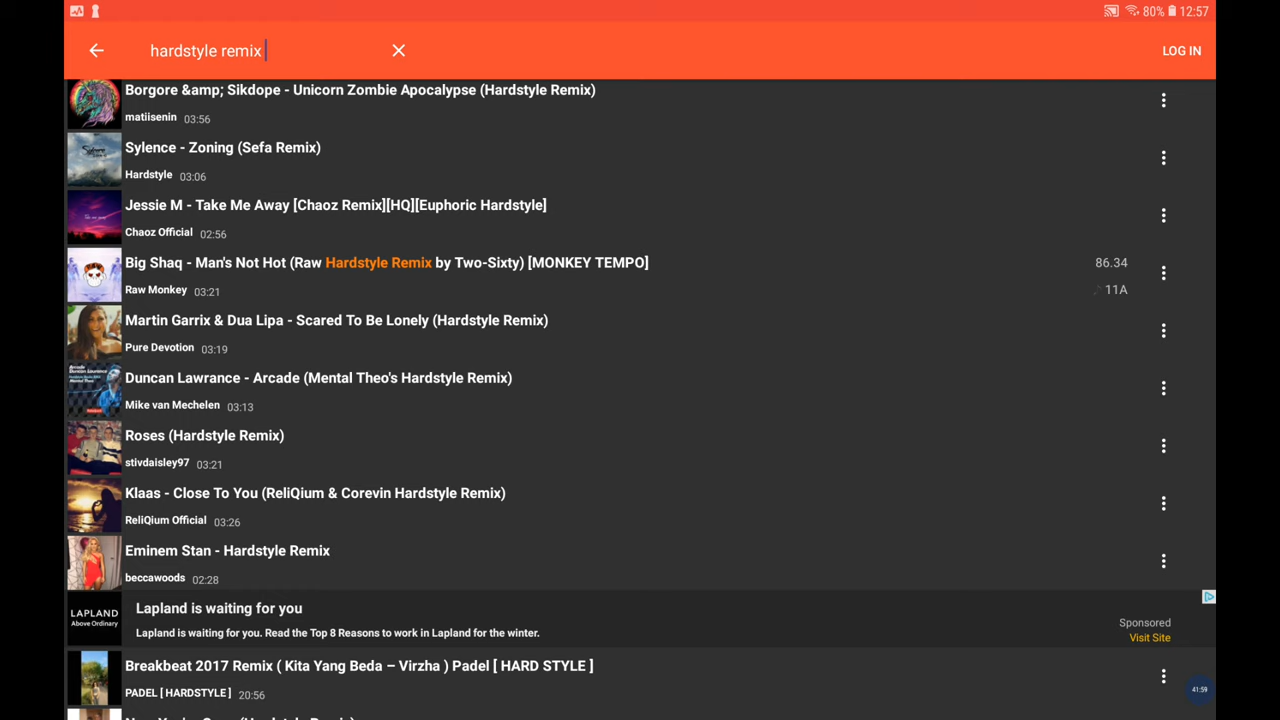 80% 12:57
hardstyle remix
LOG IN
Borgore &amp; Sikdope - Unicorn Zombie Apocalypse (Hardstyle Remix)
matiisenin 03:56
Sylence - Zoning (Sefa Remix)
Hardstyle 03:06
Jessie M - Take Me Away [Chaoz Remix][HQ][Euphoric Hardstyle]
Chaoz Official 02:56
Big Shaq - Man's Not Hot (Raw Hardstyle Remix by Two-Sixty) [MONKEY TEMPO] 86.34
Raw Monkey 03:21 11A
Martin Garrix & Dua Lipa - Scared To Be Lonely (Hardstyle Remix)
Pure Devotion 03:19
Duncan Lawrance - Arcade (Mental Theo's Hardstyle Remix)
Mike van Mechelen 03:13
Roses (Hardstyle Remix)
stivdaisley97 03:21
Klaas - Close To You (ReliQium & Corevin Hardstyle Remix)
ReliQium Official 03:26
Eminem Stan - Hardstyle Remix
beccawoods 02:28
LAPLAND
Above Ordinary
Lapland is waiting for you
Lapland is waiting for you. Read the Top 8 Reasons to work in Lapland for the winter.
Sponsored
Visit Site
Breakbeat 2017 Remix ( Kita Yang Beda – Virzha ) Padel [ HARD STYLE ]
PADEL [ HARDSTYLE ] 20:56
41:59